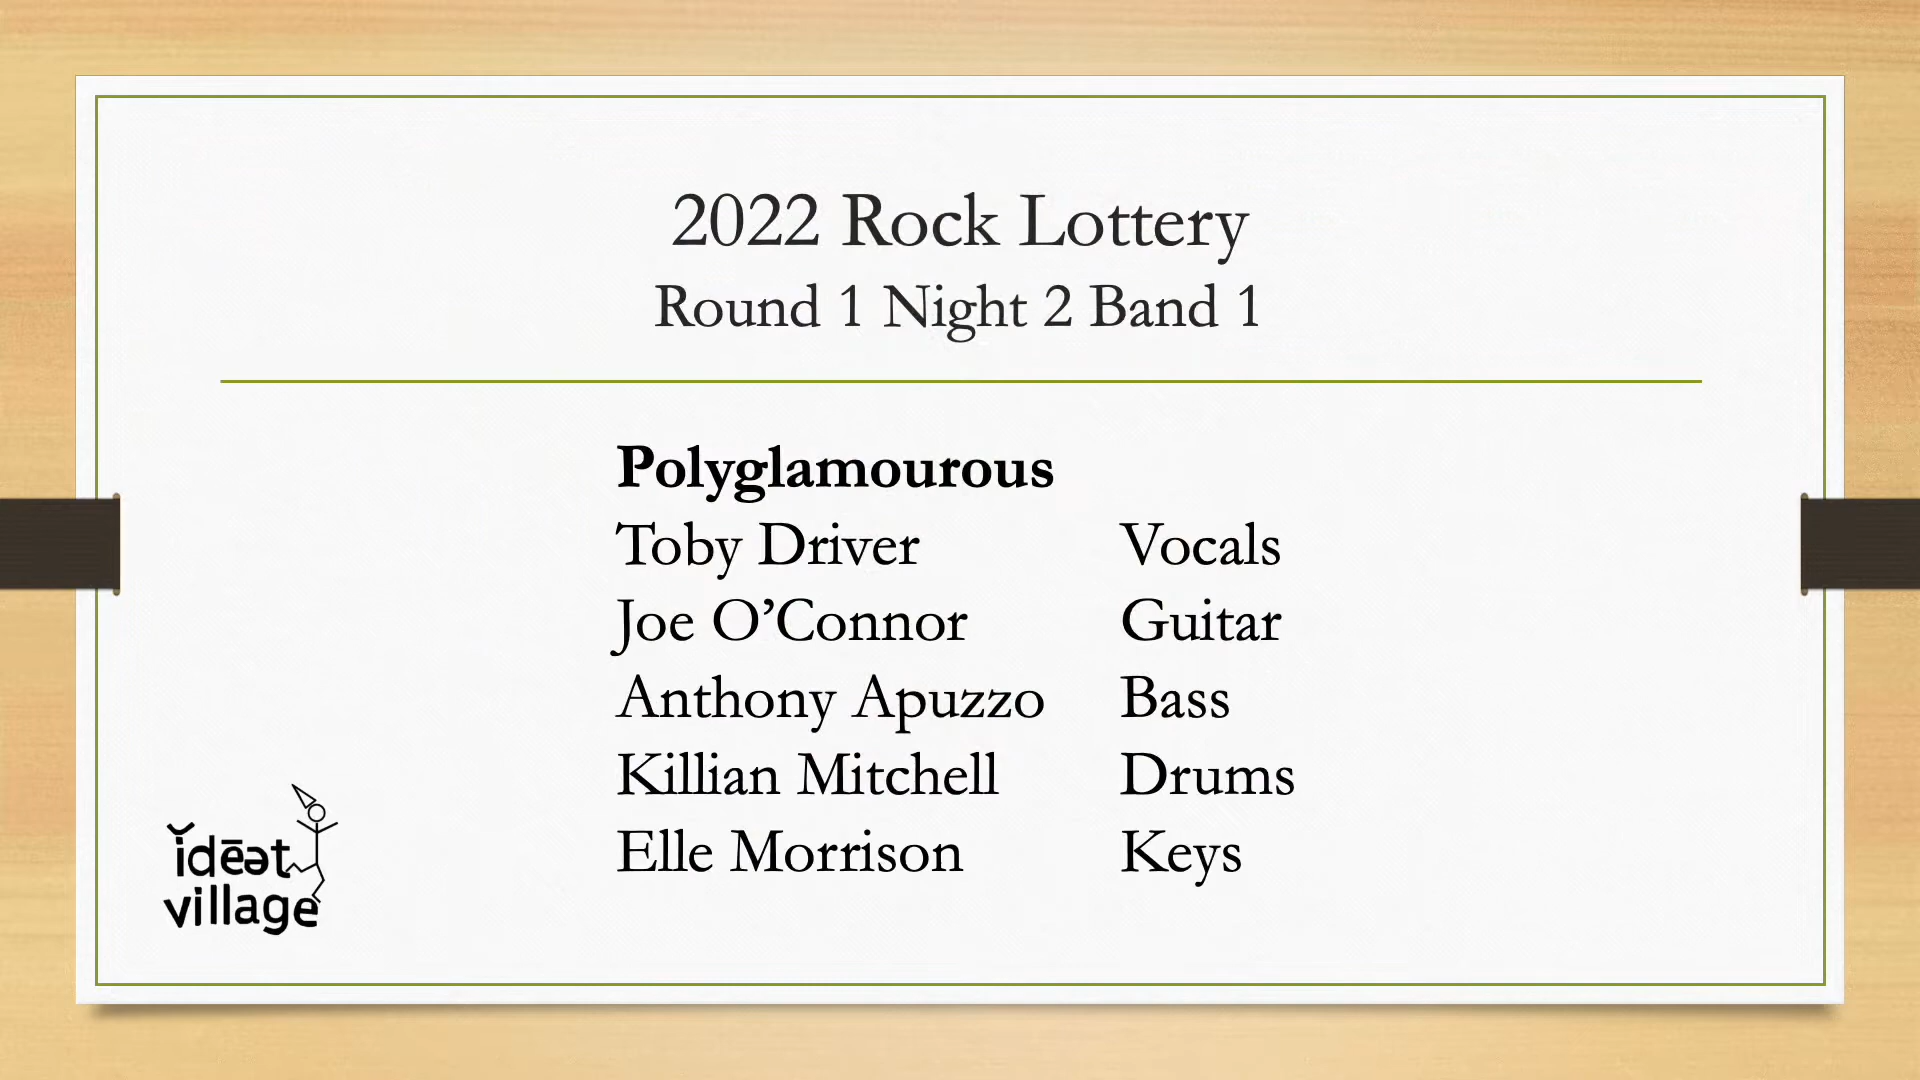 2022 Rock Lottery
Round 1 Night 2 Band 1
Polyglamourous
Toby Driver Vocals
Joe O’Connor Guitar
Anthony Apuzzo Bass
Killian Mitchell Drums
Elle Morrison Keys
ĭdēət
village